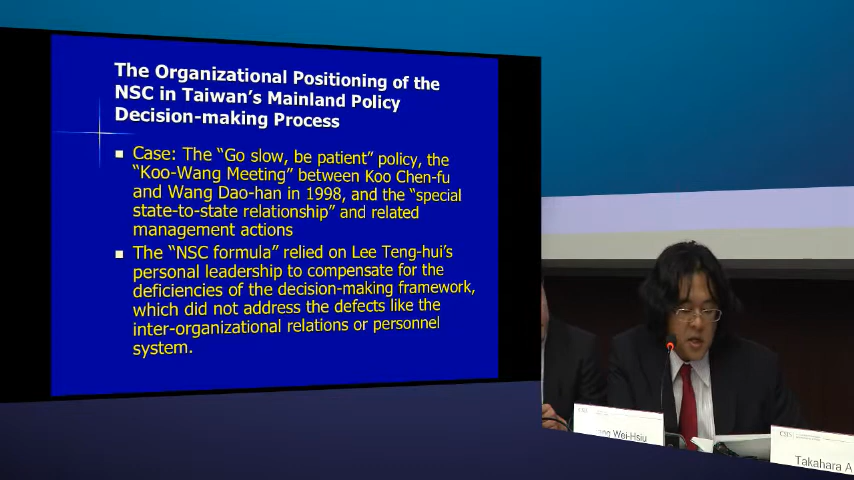 The Organizational Positioning of the
NSC in Taiwan's Mainland Policy
Decision-making Process
Case: The "Go slow, be patient" policy, the
"Koo-Wang Meeting" between Koo Chen-fu
and Wang Dao-han in 1998, and the "special
state-to-state relationship" and related
management actions
The "NSC formula" relied on Lee Teng-hui's
personal leadership to compensate for the
deficiencies of the decision-making framework,
which did not address the defects like the
inter-organizational relations or personnel
system.
Wei-Hsiu
CSIS
Takahara A